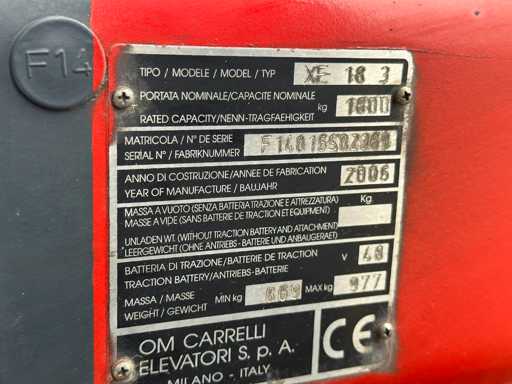 F14
TIPO / MODELE / MODEL / TYP XE 18 3
PORTATA NOMINALE/CAPACITE NOMINALE
RATED CAPACITY/NENN-TRAGFAEHIGKEIT kg 1800
MATRICOLA / N° DE SERIE
SERIAL N° / FABRIKNUMMER
ANNO DI COSTRUZIONE/ANNEE DE FABRICATION
YEAR OF MANUFACTURE / BAUJAHR 2006
MASSA A VUOTO (SENZA BATTERIA TRAZIONE E ATTREZZATURA) Kg
MASSE A VIDE (SANS BATTERIE DE TRACTION ET EQUIPMENT)
UNLADEN WT. (WITHOUT TRACTION BATTERY AND ATTACHMENT)
LEERGEWICHT (OHNE ANTRIEBS - BATTERIE UND ANBAUGERAET)
BATTERIA DI TRAZIONE / BATTERIE DE TRACTION
TRACTION BATTERY/ANTRIEBS-BATTERIE V 48
MASSA / MASSE
WEIGHT / GEWICHT MIN kg MAX kg 977
OM CARRELLI
ELEVATORI S. p. A.
MILANO - ITALY
CE